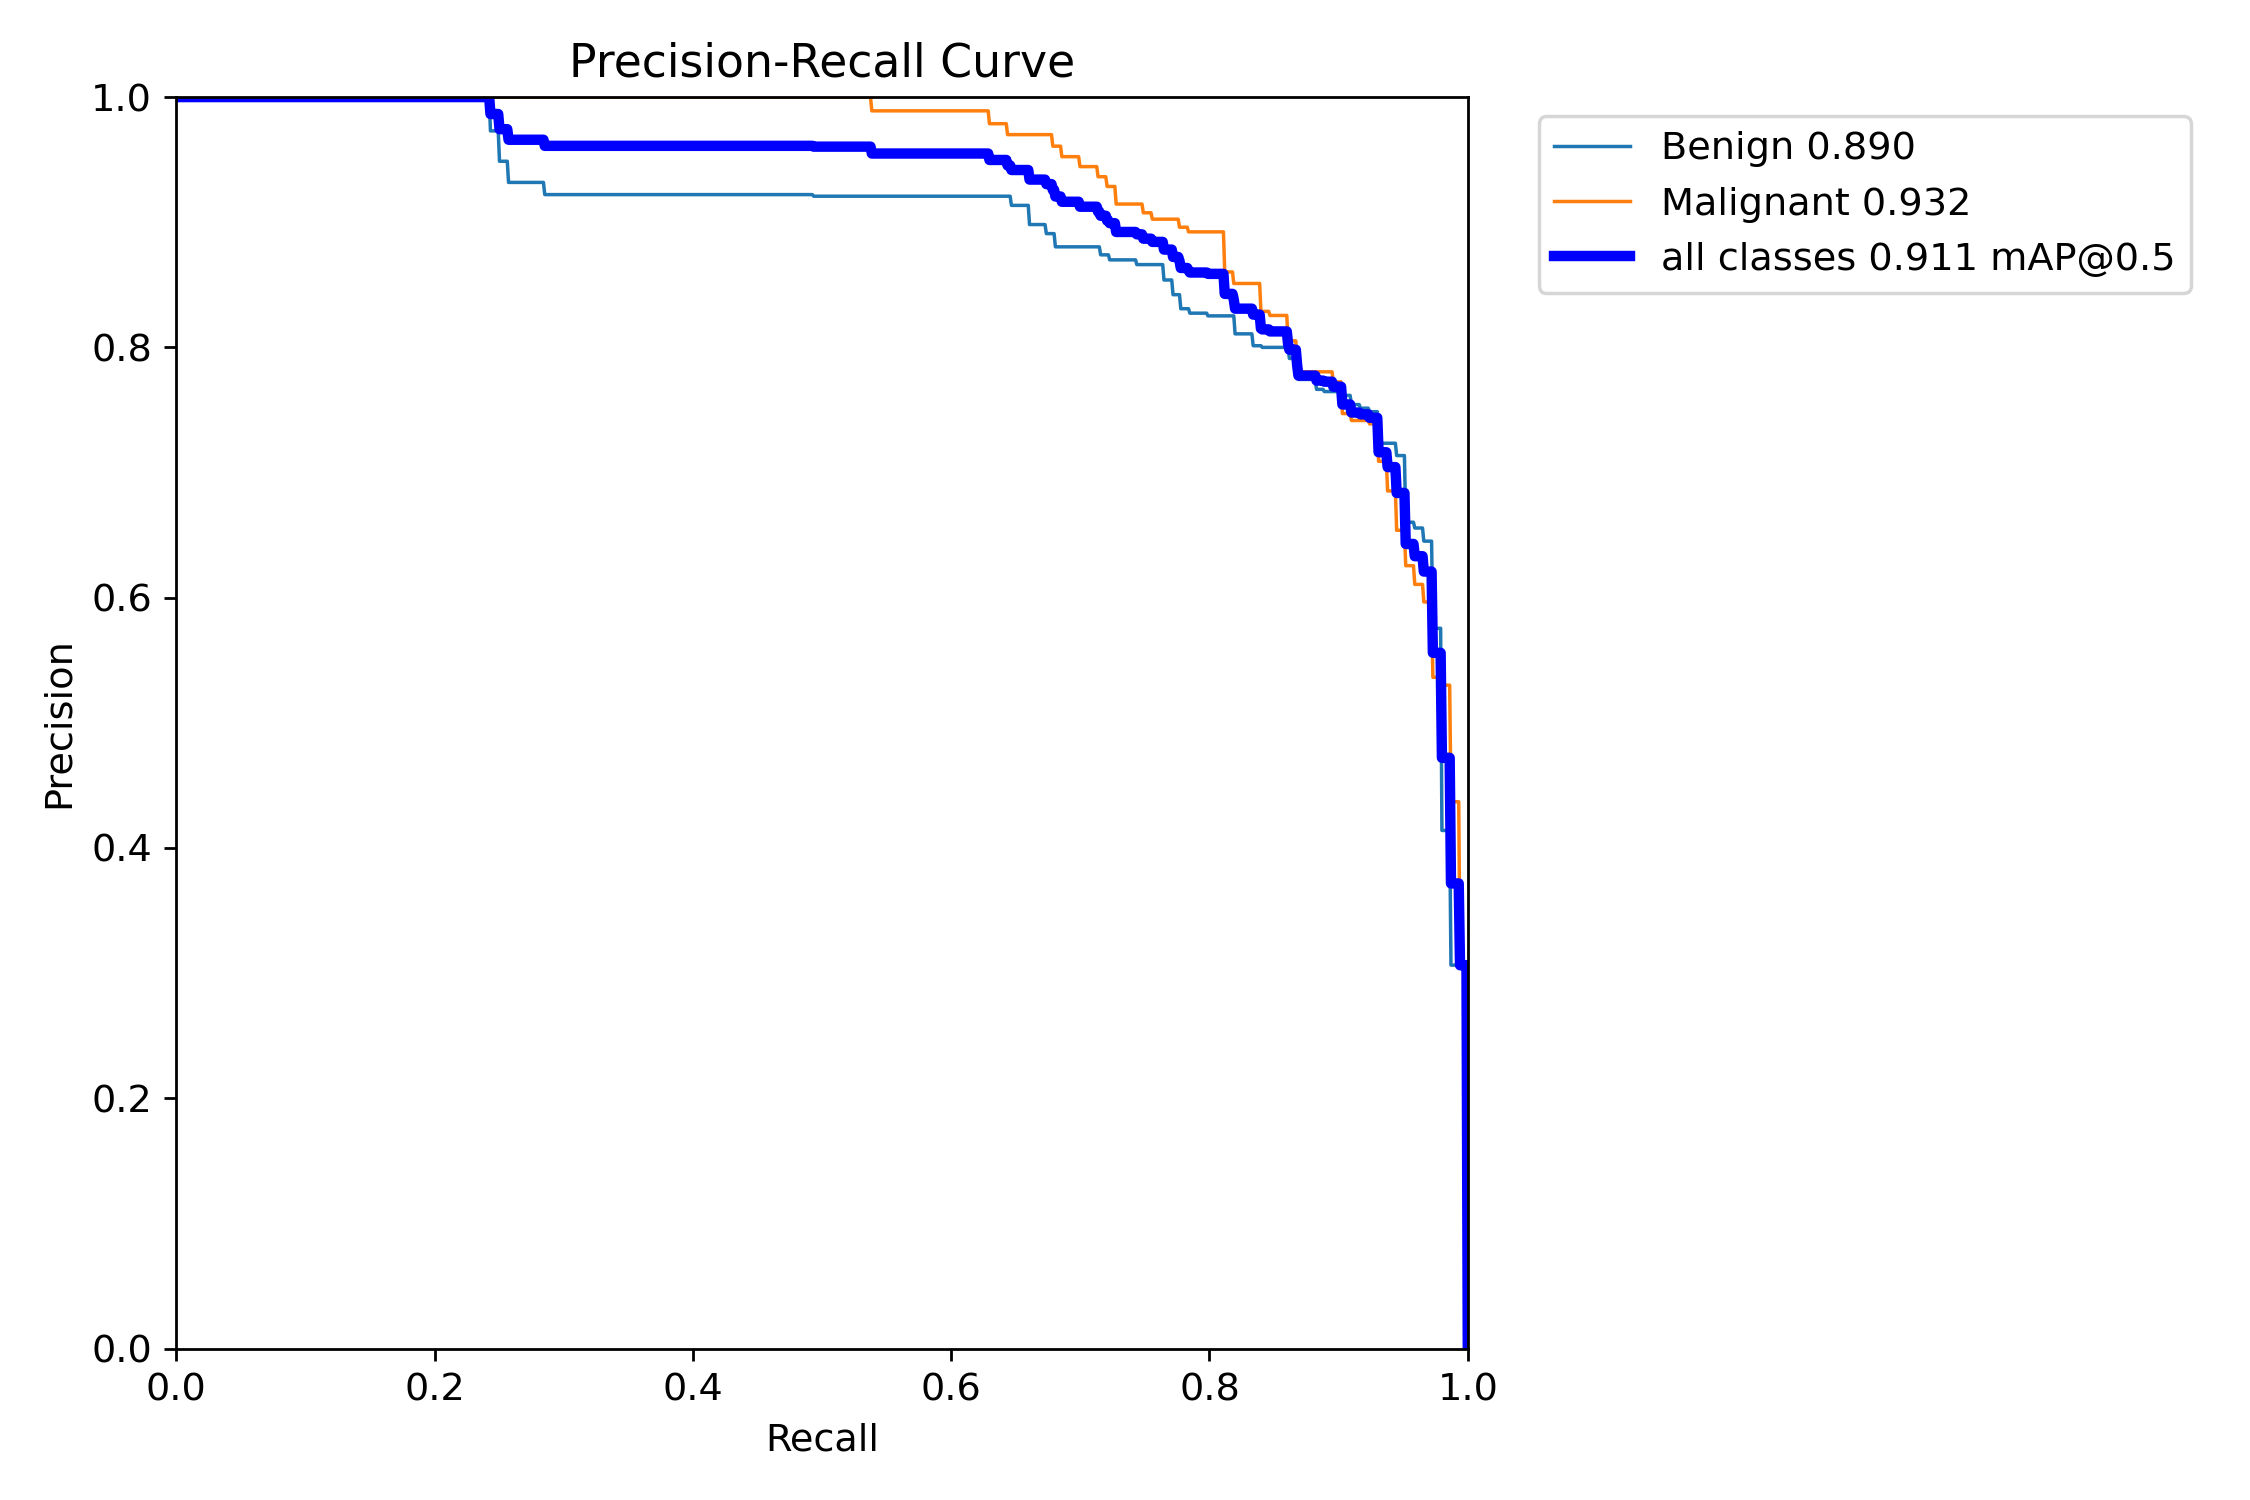 Precision-Recall Curve
1.0
0.8
0.6
0.4
0.2
0.0
Precision
0.0 0.2 0.4 0.6 0.8 1.0
Recall
Benign 0.890
Malignant 0.932
all classes 0.911 mAP@0.5